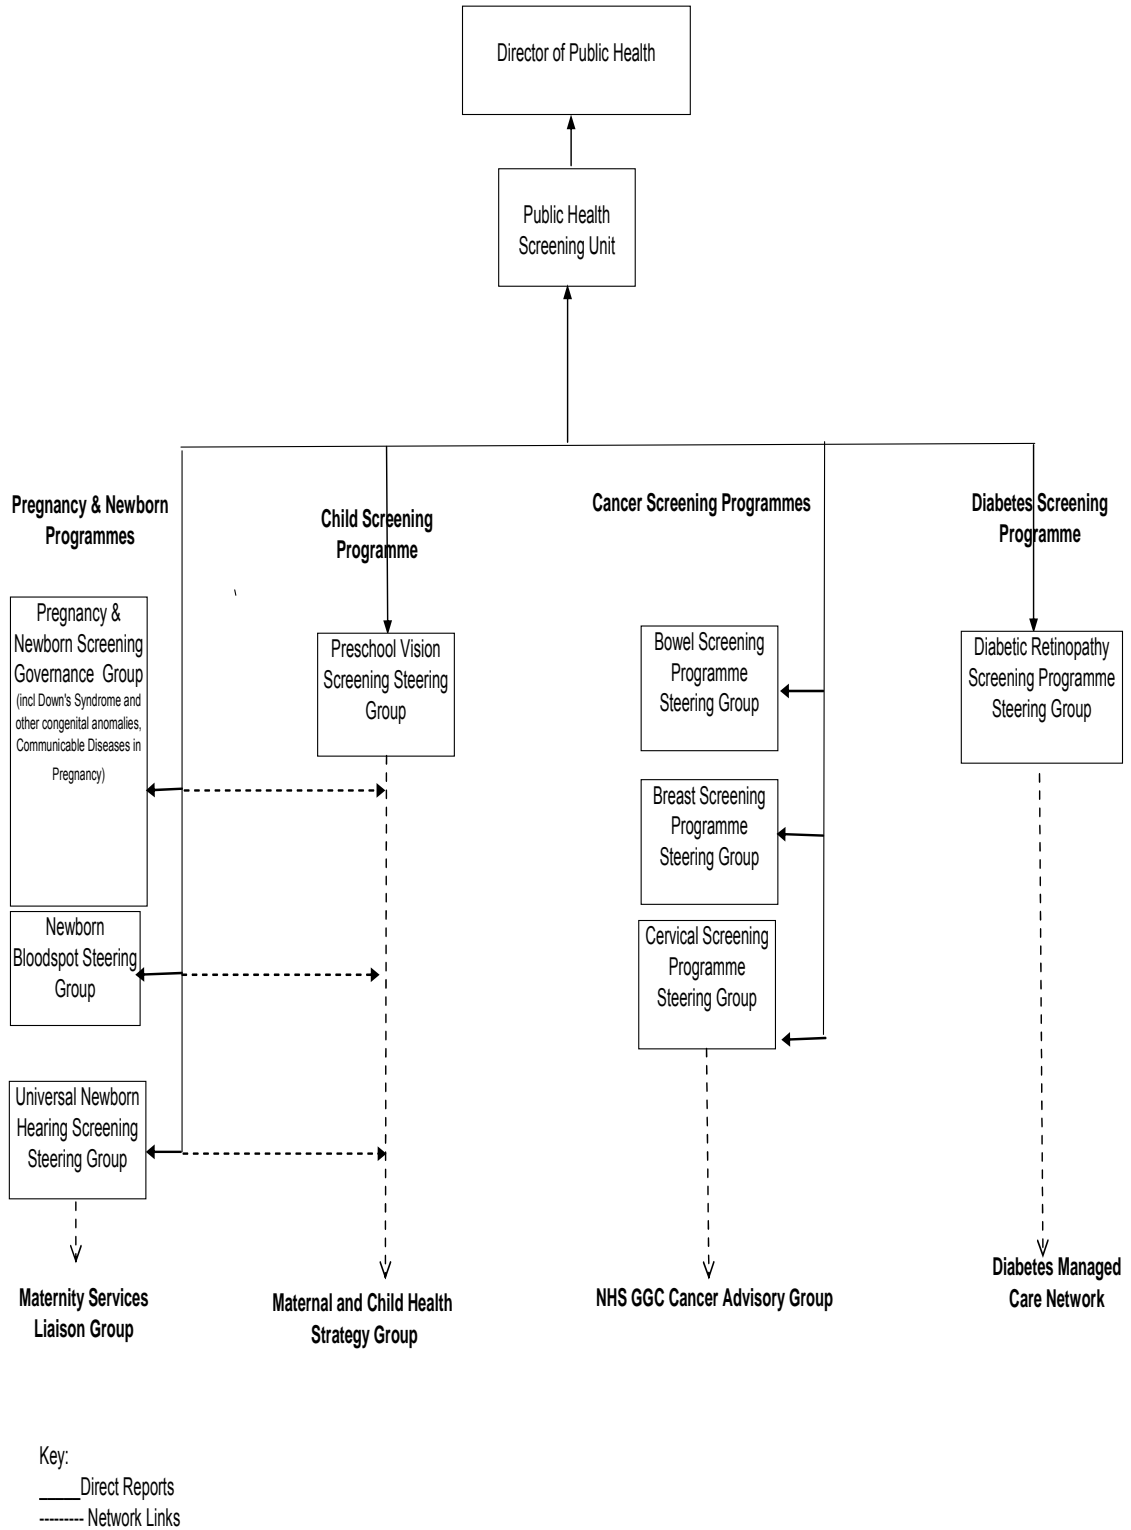 Director of Public Health
Public Health
Screening Unit
Pregnancy & Newborn
Programmes
Child Screening
Programme
Cancer Screening Programmes
Diabetes Screening
Programme
Pregnancy &
Newborn Screening
Governance Group
(incl Down's Syndrome and
other congenital anomalies,
Communicable Diseases in
Pregnancy)
Preschool Vision
Screening Steering
Group
Bowel Screening
Programme
Steering Group
Diabetic Retinopathy
Screening Programme
Steering Group
Breast Screening
Programme
Steering Group
Newborn
Bloodspot Steering
Group
Cervical Screening
Programme
Steering Group
Universal Newborn
Hearing Screening
Steering Group
Maternity Services
Liaison Group
Maternal and Child Health
Strategy Group
NHS GGC Cancer Advisory Group
Diabetes Managed
Care Network
Key:
_____Direct Reports
--------- Network Links